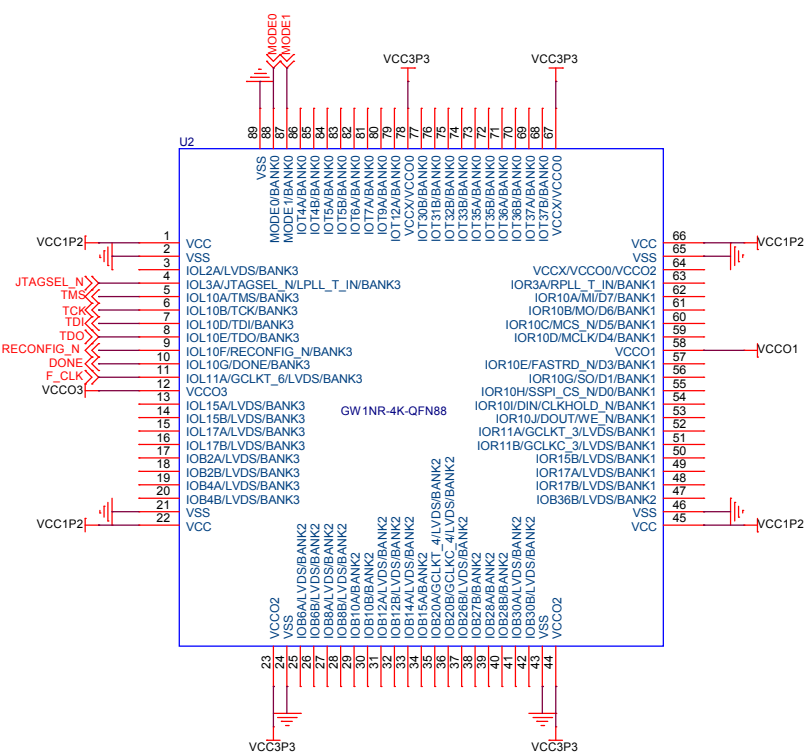 MODE0
MODE1
VCC3P3
VCC3P3
U2
89
88
87
86
85
84
83
82
81
80
79
78
77
76
75
74
73
72
71
70
69
68
67
VSS
MODE0/BANK0
MODE1/BANK0
IOT4A/BANK0
IOT4B/BANK0
IOT5A/BANK0
IOT5B/BANK0
IOT6A/BANK0
IOT7A/BANK0
IOT9A/BANK0
IOT12A/BANK0
VCCX/VCCO0
IOT30B/BANK0
IOT31B/BANK0
IOT32B/BANK0
IOT33B/BANK0
IOT35A/BANK0
IOT35B/BANK0
IOT36A/BANK0
IOT36B/BANK0
IOT37A/BANK0
IOT37B/BANK0
VCCX/VCCO0
VCC1P2 1 VCC
2 VSS
3 IOL2A/LVDS/BANK3
JTAGSEL_N 4 IOL3A/JTAGSEL_N/LPLL_T_IN/BANK3
TMS 5 IOL10A/TMS/BANK3
TCK 6 IOL10B/TCK/BANK3
TDI 7 IOL10D/TDI/BANK3
TDO 8 IOL10E/TDO/BANK3
RECONFIG_N 9 IOL10F/RECONFIG_N/BANK3
DONE 10 IOL10G/DONE/BANK3
F_CLK 11 IOL11A/GCLKT_6/LVDS/BANK3
VCCO3 12 VCCO3
13 IOL15A/LVDS/BANK3
14 IOL15B/LVDS/BANK3
15 IOL17A/LVDS/BANK3
16 IOL17B/LVDS/BANK3
17 IOB2A/LVDS/BANK3
18 IOB2B/LVDS/BANK3
19 IOB4A/LVDS/BANK3
20 IOB4B/LVDS/BANK3
21 VSS
VCC1P2 22 VCC
GW1NR-4K-QFN88
VCC 66 VCC1P2
VSS 65
VCCX/VCCO0/VCCO2 64
IOR3A/RPLL_T_IN/BANK1 63
IOR10A/MI/D7/BANK1 62
IOR10B/MO/D6/BANK1 61
IOR10C/MCS_N/D5/BANK1 60
IOR10D/MCLK/D4/BANK1 59
VCCO1 58 VCCO1
IOR10E/FASTRD_N/D3/BANK1 57
IOR10G/SO/D1/BANK1 56
IOR10H/SSPI_CS_N/D0/BANK1 55
IOR10I/DIN/CLKHOLD_N/BANK1 54
IOR10J/DOUT/WE_N/BANK1 53
IOR11A/GCLKT_3/LVDS/BANK1 52
IOR11B/GCLKC_3/LVDS/BANK1 51
IOR15B/LVDS/BANK1 50
IOR17A/LVDS/BANK1 49
IOR17B/LVDS/BANK1 48
IOB36B/LVDS/BANK2 47
VSS 46
VCC 45 VCC1P2
VCCO2
VSS
IOB6A/LVDS/BANK2
IOB6B/LVDS/BANK2
IOB8A/LVDS/BANK2
IOB8B/LVDS/BANK2
IOB10A/BANK2
IOB10B/BANK2
IOB12A/LVDS/BANK2
IOB12B/LVDS/BANK2
IOB14A/LVDS/BANK2
IOB15A/BANK2
IOB20A/GCLKT_4/LVDS/BANK2
IOB20B/GCLKC_4/LVDS/BANK2
IOB26B/LVDS/BANK2
IOB27B/BANK2
IOB28A/BANK2
IOB28B/BANK2
IOB30A/LVDS/BANK2
IOB30B/LVDS/BANK2
VSS
VCCO2
23
24
25
26
27
28
29
30
31
32
33
34
35
36
37
38
39
40
41
42
43
44
VCC3P3
VCC3P3